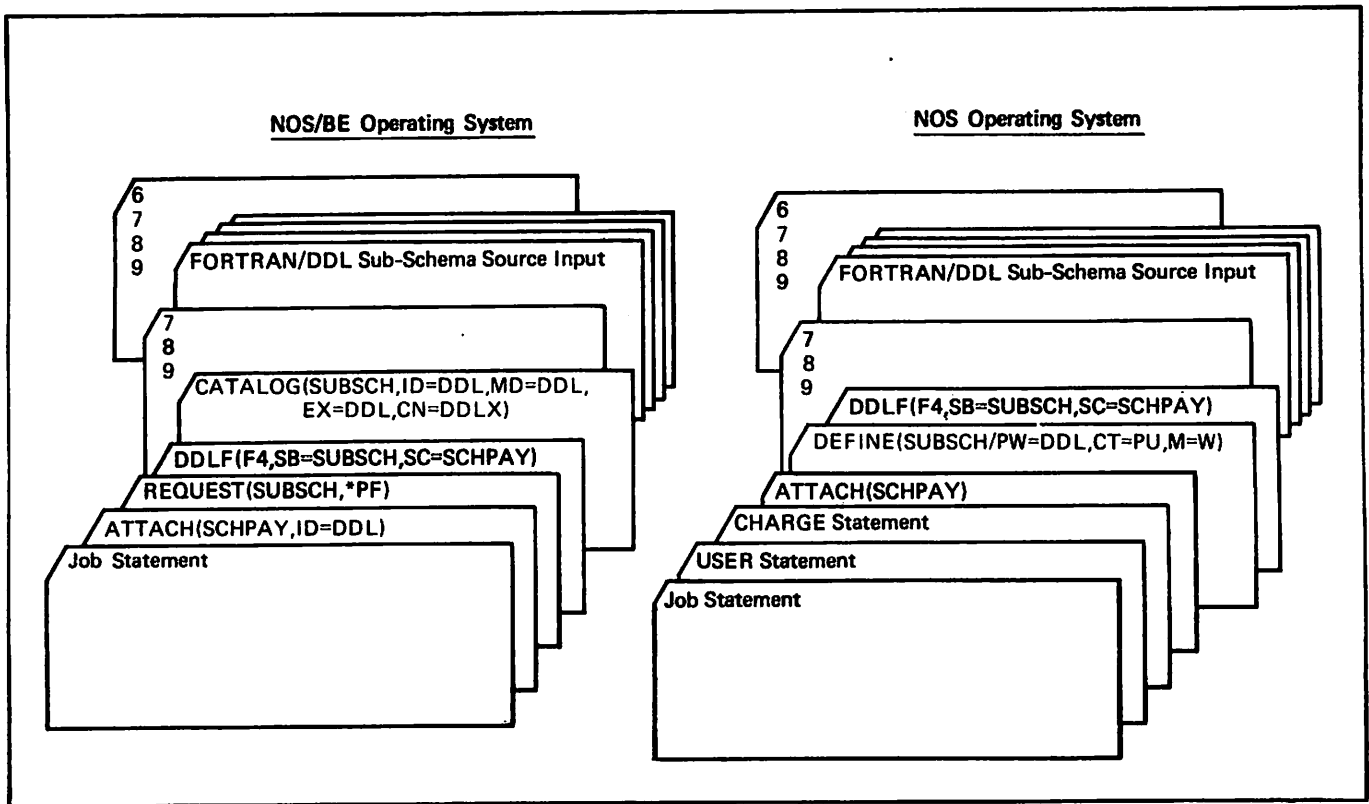 NOS/BE Operating System
6
7
8
9
FORTRAN/DDL Sub-Schema Source Input
7
8
9
CATALOG(SUBSCH,ID=DDL,MD=DDL,
EX=DDL,CN=DDLX)
DDLF(F4,SB=SUBSCH,SC=SCHPAY)
REQUEST(SUBSCH,*PF)
ATTACH(SCHPAY,ID=DDL)
Job Statement
NOS Operating System
6
7
8
9
FORTRAN/DDL Sub-Schema Source Input
7
8
9
DDLF(F4,SB=SUBSCH,SC=SCHPAY)
DEFINE(SUBSCH/PW=DDL,CT=PU,M=W)
ATTACH(SCHPAY)
CHARGE Statement
USER Statement
Job Statement